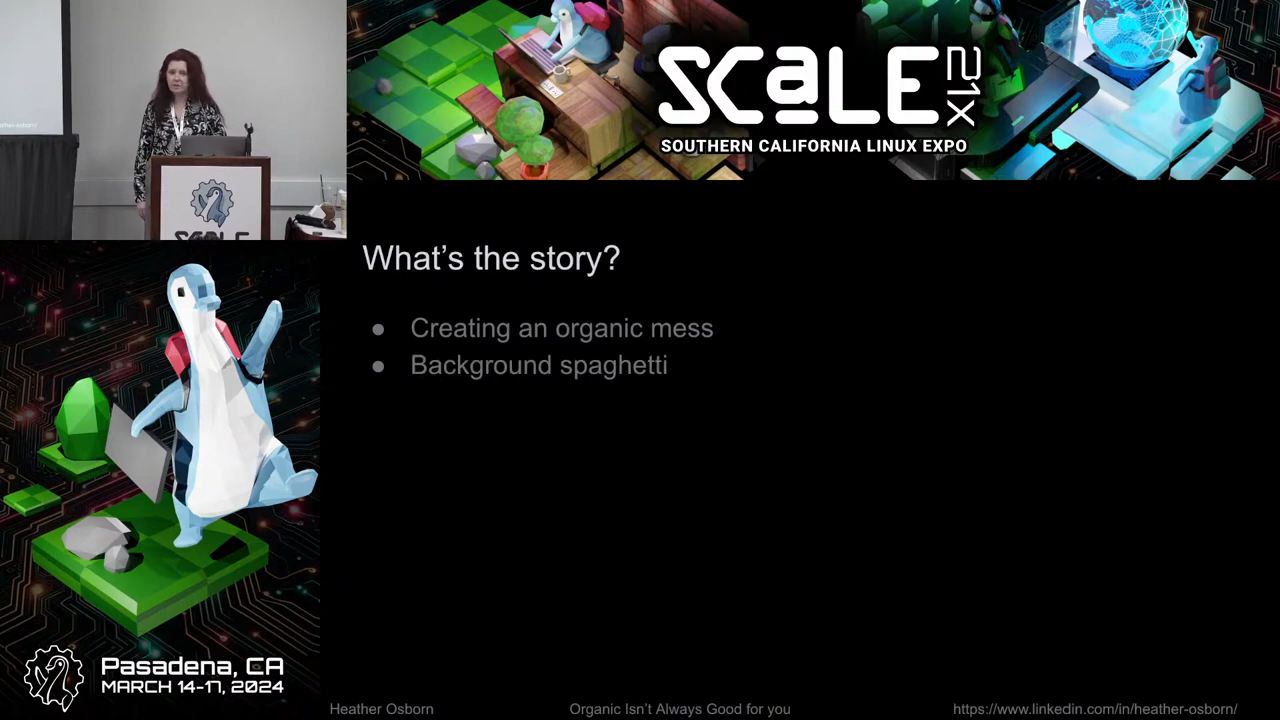 SCaLE 21X
SOUTHERN CALIFORNIA LINUX EXPO
SCALE
What's the story?
● Creating an organic mess
● Background spaghetti
Pasadena, CA
MARCH 14-17, 2024
Heather Osborn
Organic Isn't Always Good for you
https://www.linkedin.com/in/heather-osborn/